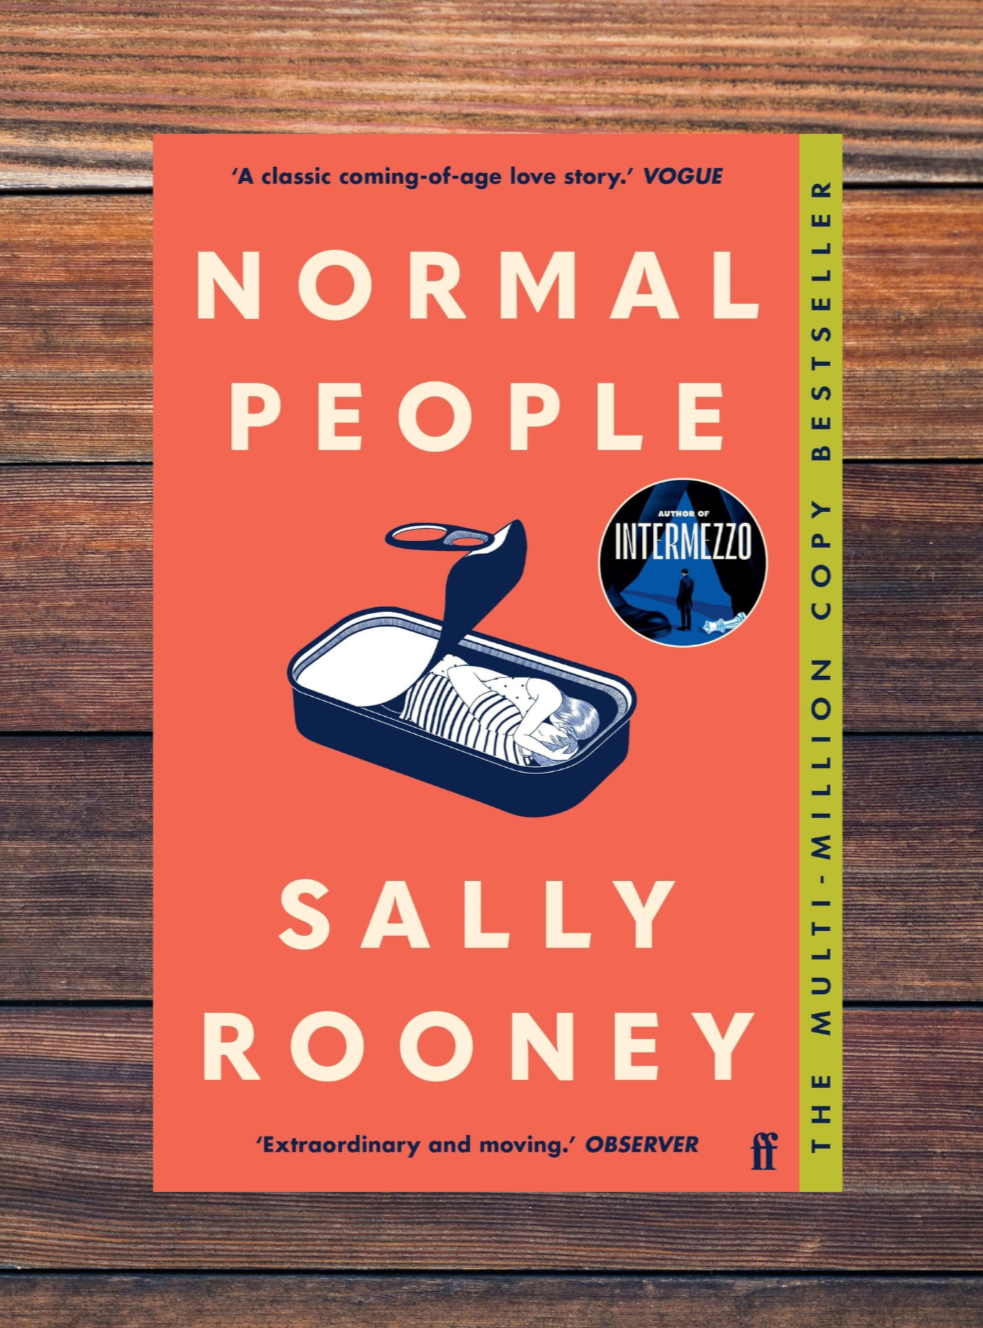 ‘A classic coming-of-age love story.’ VOGUE
NORMAL
PEOPLE
AUTHOR OF
INTERMEZZO
SALLY
ROONEY
‘Extraordinary and moving.’ OBSERVER
ff
THE MULTI-MILLION COPY BESTSELLER